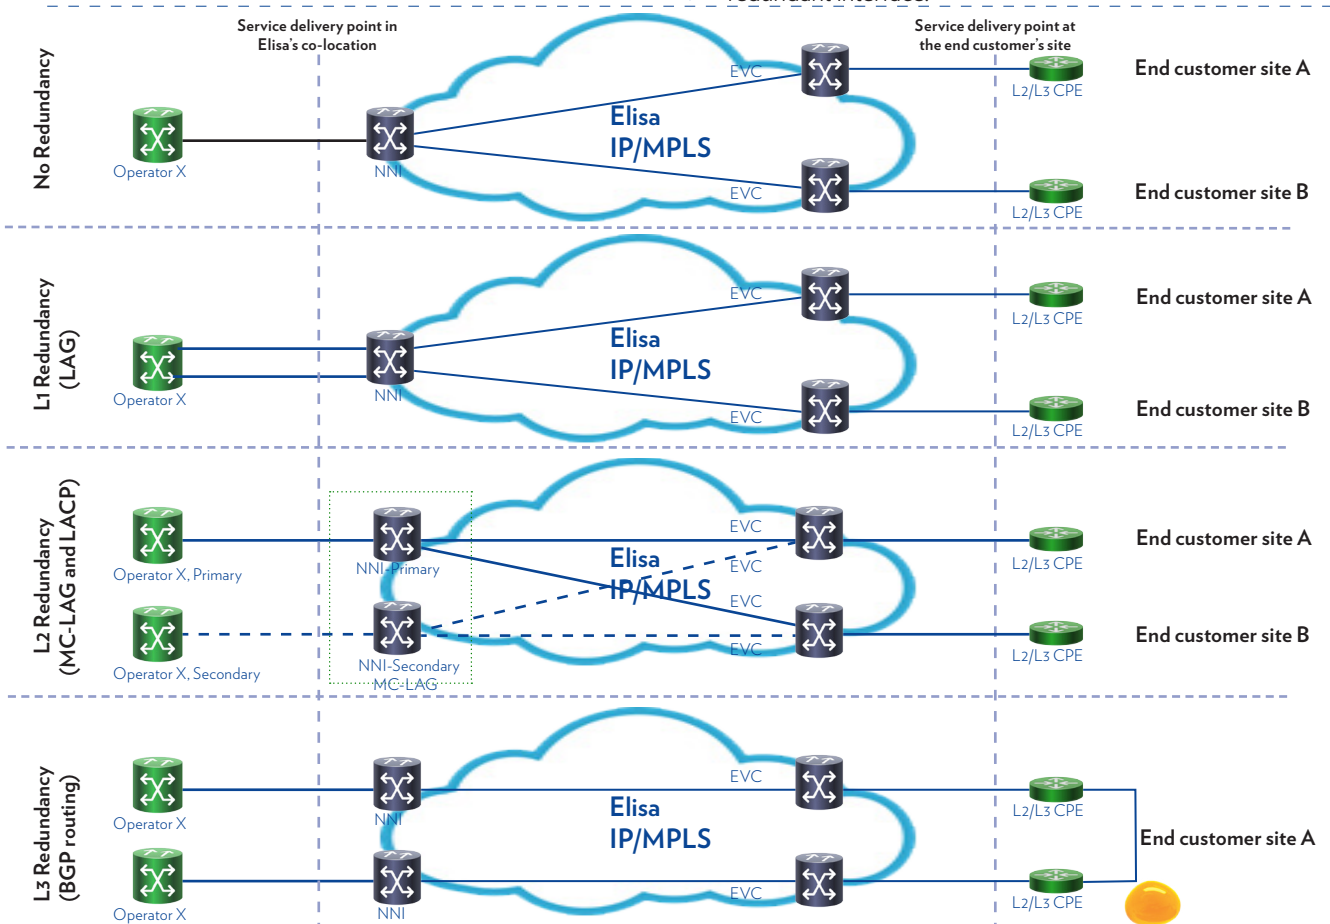 redundant interface.
Service delivery point in
Elisa's co-location
Service delivery point at
the end customer's site
No Redundancy
Operator X
NNI
EVC
EVC
Elisa
IP/MPLS
L2/L3 CPE
L2/L3 CPE
End customer site A
End customer site B
L1 Redundancy
(LAG)
Operator X
NNI
EVC
EVC
Elisa
IP/MPLS
L2/L3 CPE
L2/L3 CPE
End customer site A
End customer site B
L2 Redundancy
(MC-LAG and LACP)
Operator X, Primary
Operator X, Secondary
NNI-Primary
NNI-Secondary
MC-LAG
EVC
EVC
EVC
EVC
Elisa
IP/MPLS
L2/L3 CPE
L2/L3 CPE
End customer site A
End customer site B
L3 Redundancy
(BGP routing)
Operator X
Operator X
NNI
NNI
EVC
EVC
Elisa
IP/MPLS
L2/L3 CPE
L2/L3 CPE
End customer site A